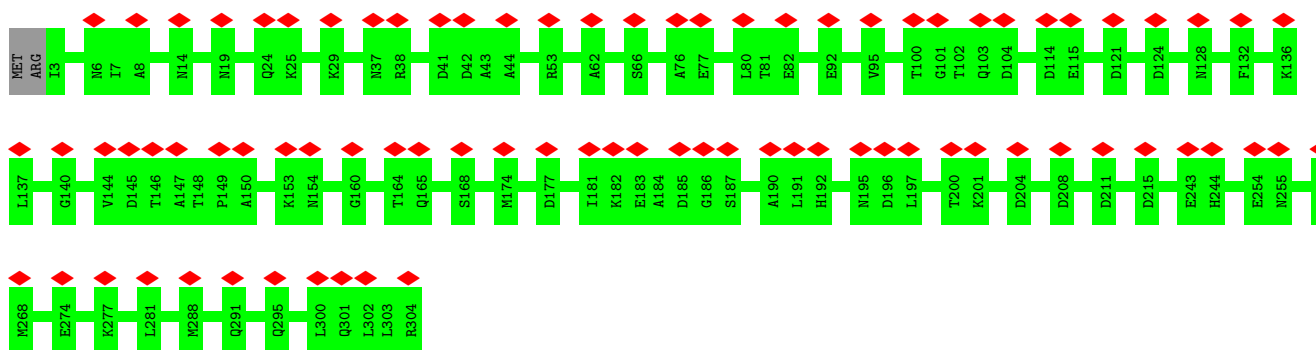 MET ARG I3 N6 I7 A8 N14 N19 Q24 K25 K29 N37 R38 D41 D42 A43 A44 R53 A62 S66 A76 E77 L80 T81 E82 E92 V95 T100 G101 T102 Q103 D104 D114 E115 D121 D124 N128 F132 K136
L137 G140 V144 D145 T146 A147 T148 P149 A150 K153 N154 G160 T164 Q165 S168 M174 D177 I181 K182 E183 A184 D185 G186 S187 A190 L191 H192 N195 D196 L197 T200 K201 D204 D208 D211 D215 E243 H244 E254 N255
M268 E274 K277 L281 M288 Q291 Q295 L300 Q301 L302 L303 R304